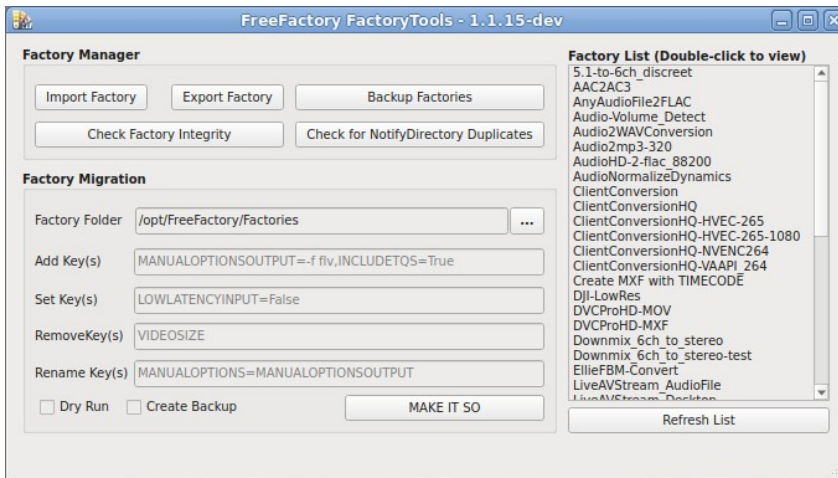 FreeFactory FactoryTools - 1.1.15-dev
Factory Manager
Import Factory
Export Factory
Backup Factories
Check Factory Integrity
Check for NotifyDirectory Duplicates
Factory Migration
Factory Folder
/opt/FreeFactory/Factories
...
Add Key(s)
MANUALOPTIONSOUTPUT=-f flv,INCLUDETQS=True
Set Key(s)
LOWLATENCYINPUT=False
RemoveKey(s)
VIDEOSIZE
Rename Key(s)
MANUALOPTIONS=MANUALOPTIONSOUTPUT
Dry Run
Create Backup
MAKE IT SO
Factory List (Double-click to view)
5.1-to-6ch_discreet
AAC2AC3
AnyAudioFile2FLAC
Audio-Volume_Detect
Audio2WAVConversion
Audio2mp3-320
AudioHD-2-flac_88200
AudioNormalizeDynamics
ClientConversion
ClientConversionHQ
ClientConversionHQ-HVEC-265
ClientConversionHQ-HVEC-265-1080
ClientConversionHQ-NVENC264
ClientConversionHQ-VAAPI_264
Create MXF with TIMECODE
DJI-LowRes
DVCProHD-MOV
DVCProHD-MXF
Downmix_6ch_to_stereo
Downmix_6ch_to_stereo-test
EllieFBM-Convert
LiveAVStream_AudioFile
LiveAVStream_Desktop
Refresh List